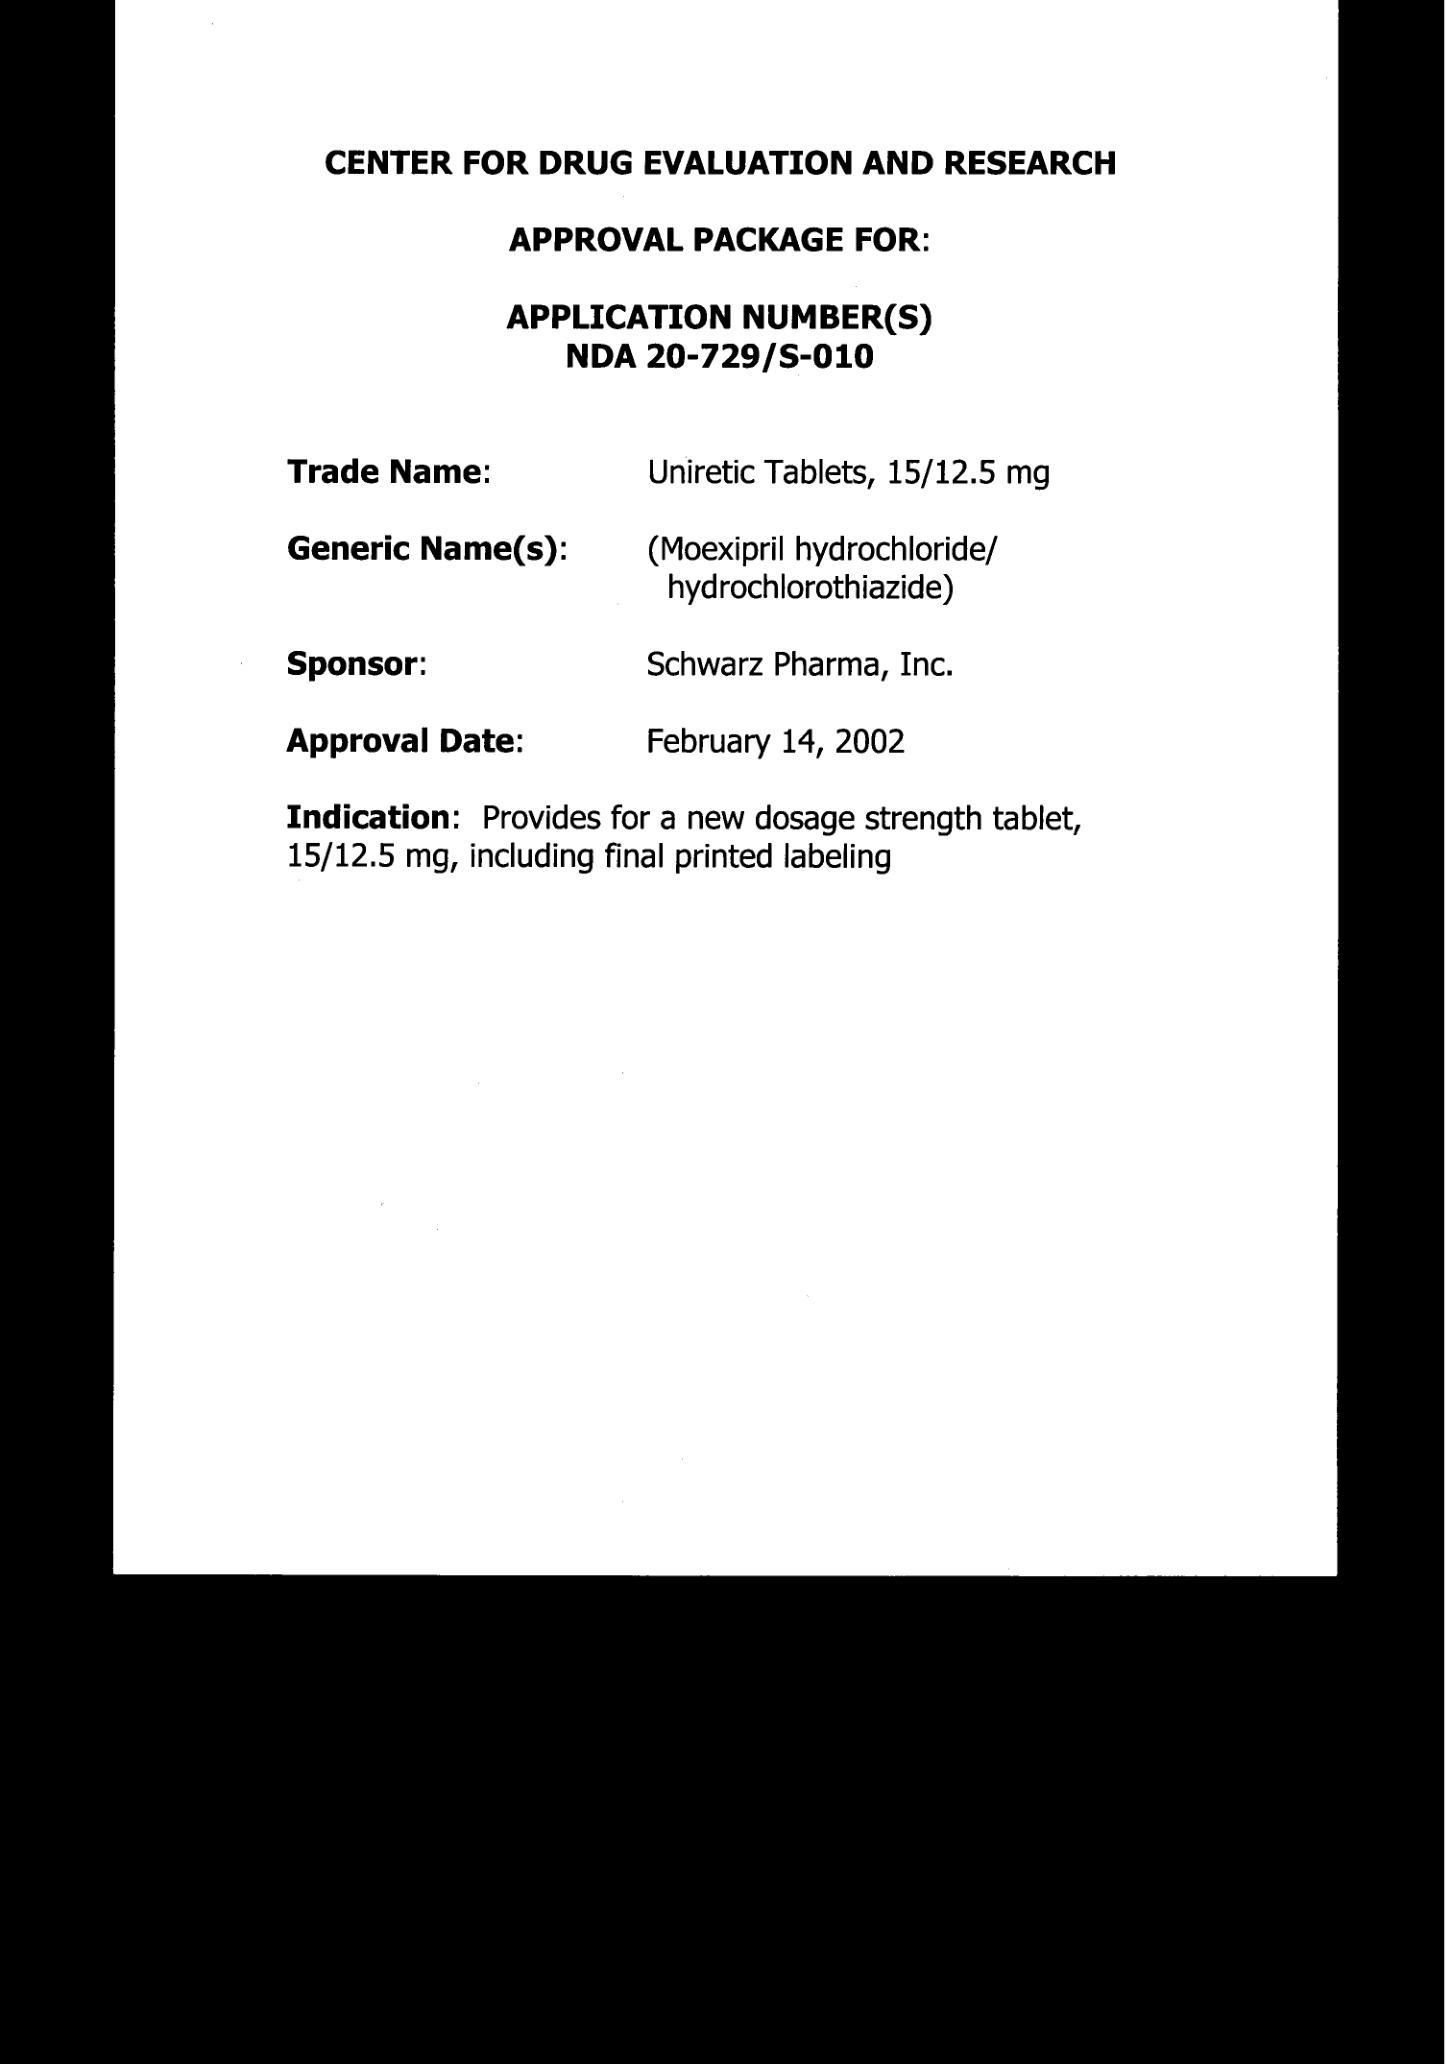 CENTER FOR DRUG EVALUATION AND RESEARCH
APPROVAL PACKAGE FOR:
APPLICATION NUMBER(S)
NDA 20-729/S-010
Trade Name: Uniretic Tablets, 15/12.5 mg
Generic Name(s): (Moexipril hydrochloride/
hydrochlorothiazide)
Sponsor: Schwarz Pharma, Inc.
Approval Date: February 14, 2002
Indication: Provides for a new dosage strength tablet,
15/12.5 mg, including final printed labeling